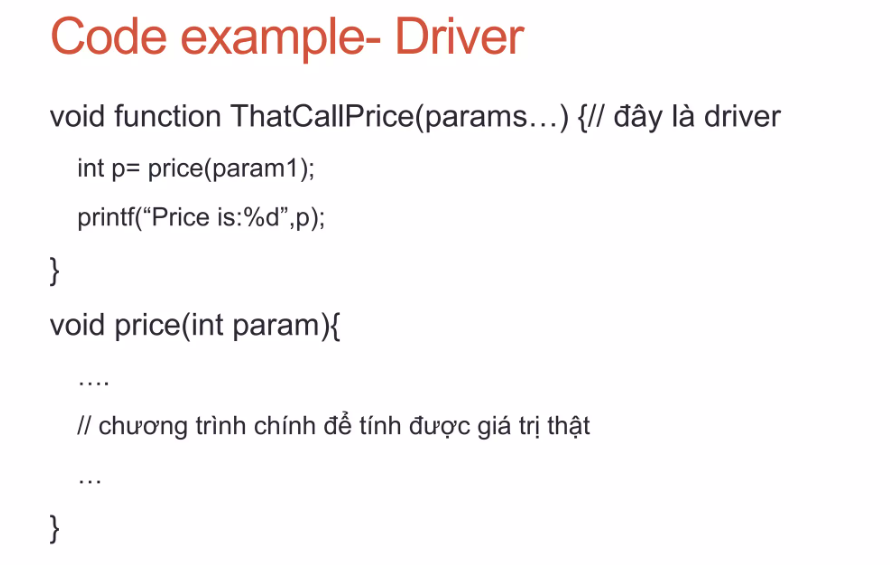 Code example- Driver
void function ThatCallPrice(params…) {// đây là driver
int p= price(param1);
printf(“Price is:%d”,p);
}
void price(int param){
….
// chương trình chính để tính được giá trị thật
…
}